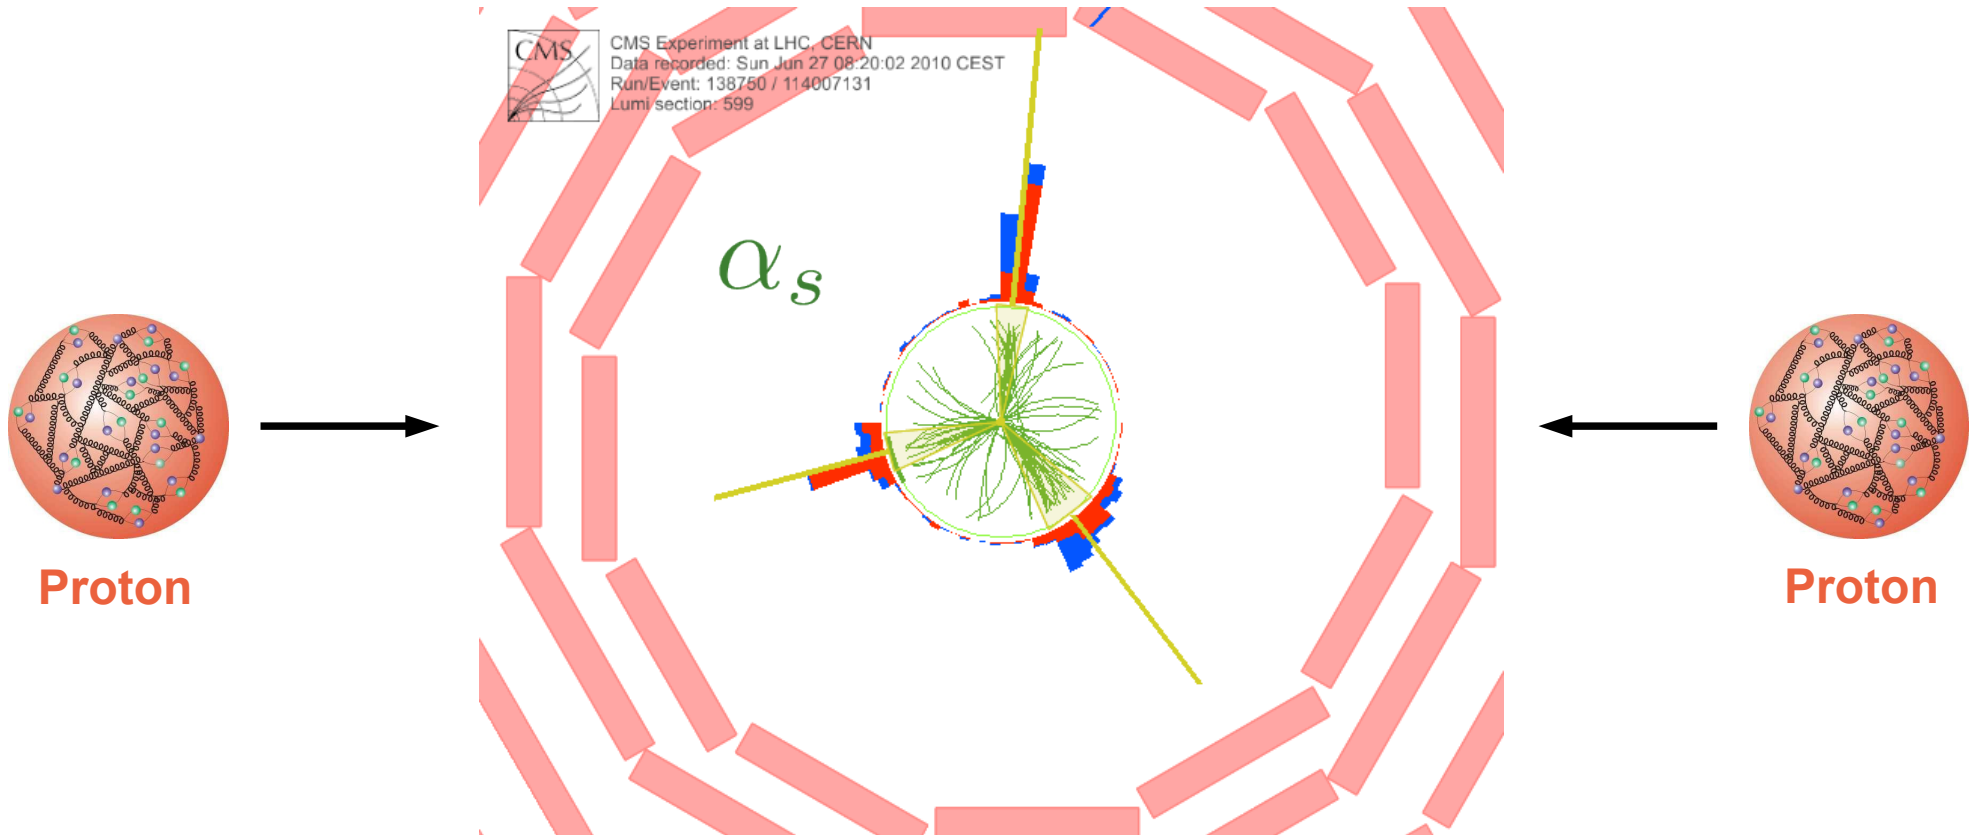 CMS
CMS Experiment at LHC, CERN
Data recorded: Sun Jun 27 08:20:02 2010 CEST
Run/Event: 138750 / 114007131
Lumi section: 599
αs
Proton
Proton